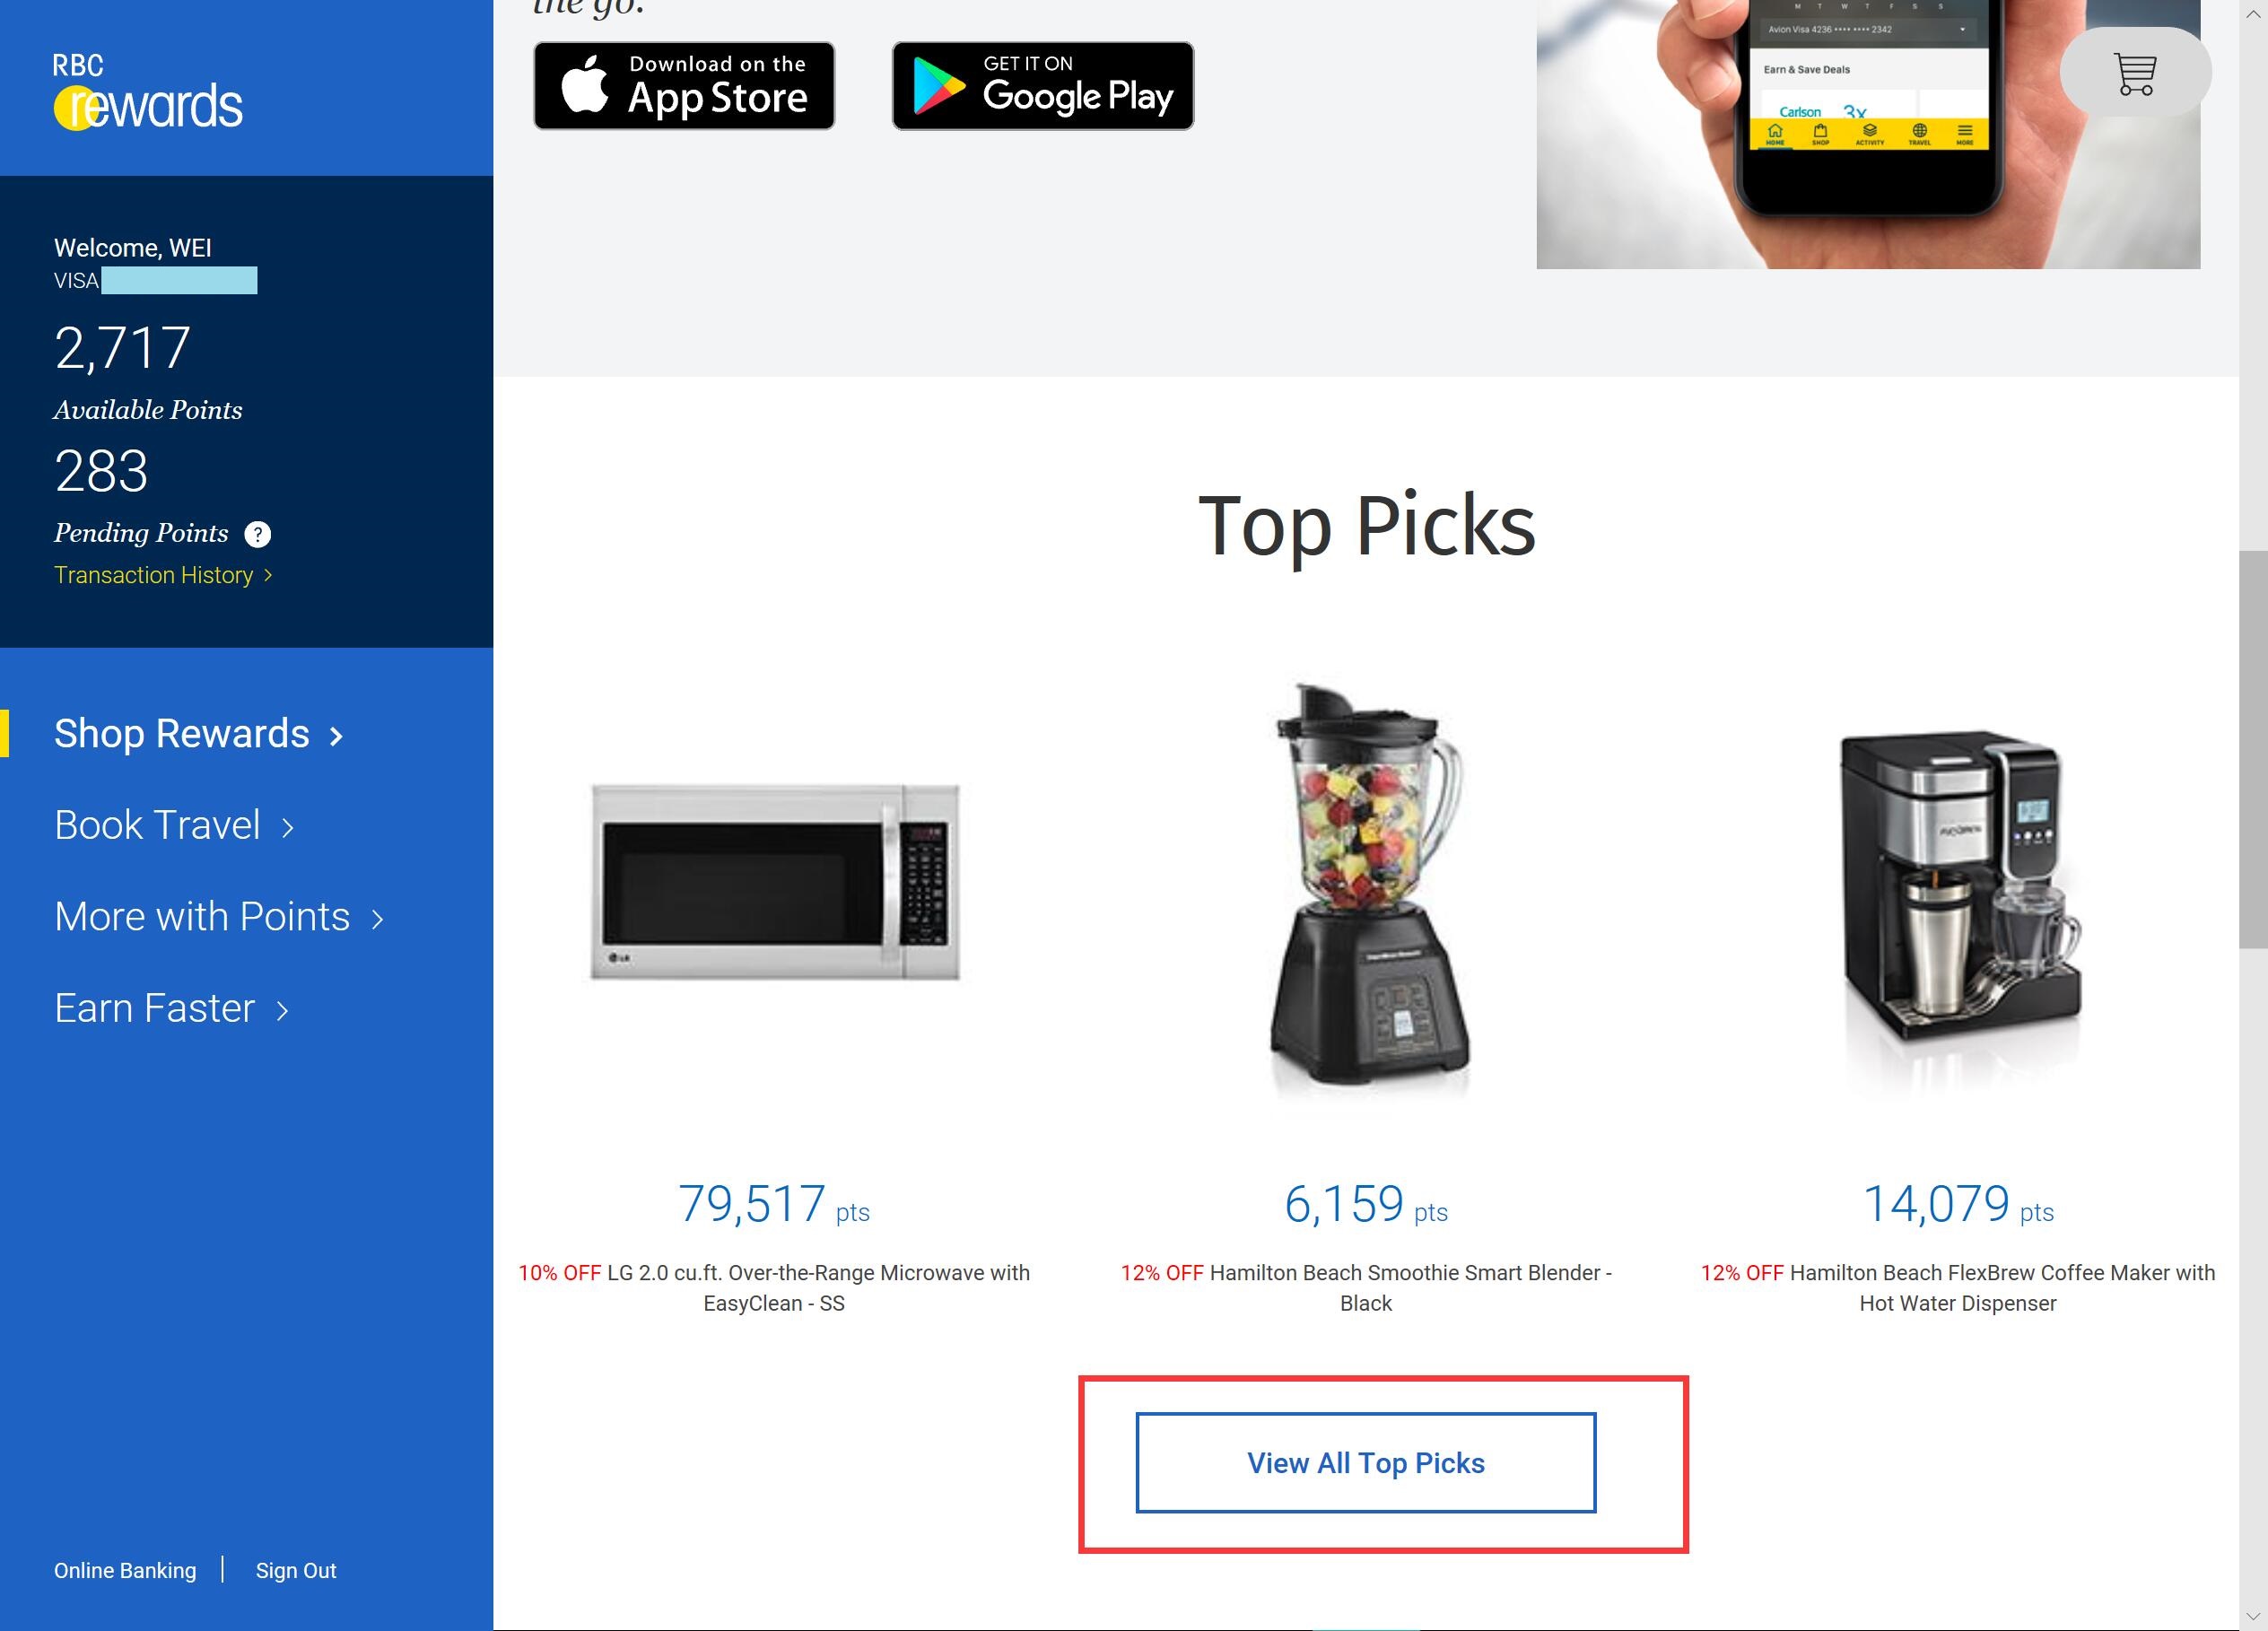 RBC
rewards
Welcome, WEI
VISA
2,717
Available Points
283
Pending Points ?
Transaction History >
Shop Rewards >
Book Travel >
More with Points >
Earn Faster >
Online Banking | Sign Out
the go.
Download on the
App Store
GET IT ON
Google Play
M T W T F S S
Avion Visa 4236 •••• •••• 2342
Earn & Save Deals
Carlson 3x
HOME SHOP ACTIVITY TRAVEL MORE
Top Picks
LG
79,517 pts
10% OFF LG 2.0 cu.ft. Over-the-Range Microwave with
EasyClean - SS
6,159 pts
12% OFF Hamilton Beach Smoothie Smart Blender -
Black
14,079 pts
12% OFF Hamilton Beach FlexBrew Coffee Maker with
Hot Water Dispenser
View All Top Picks